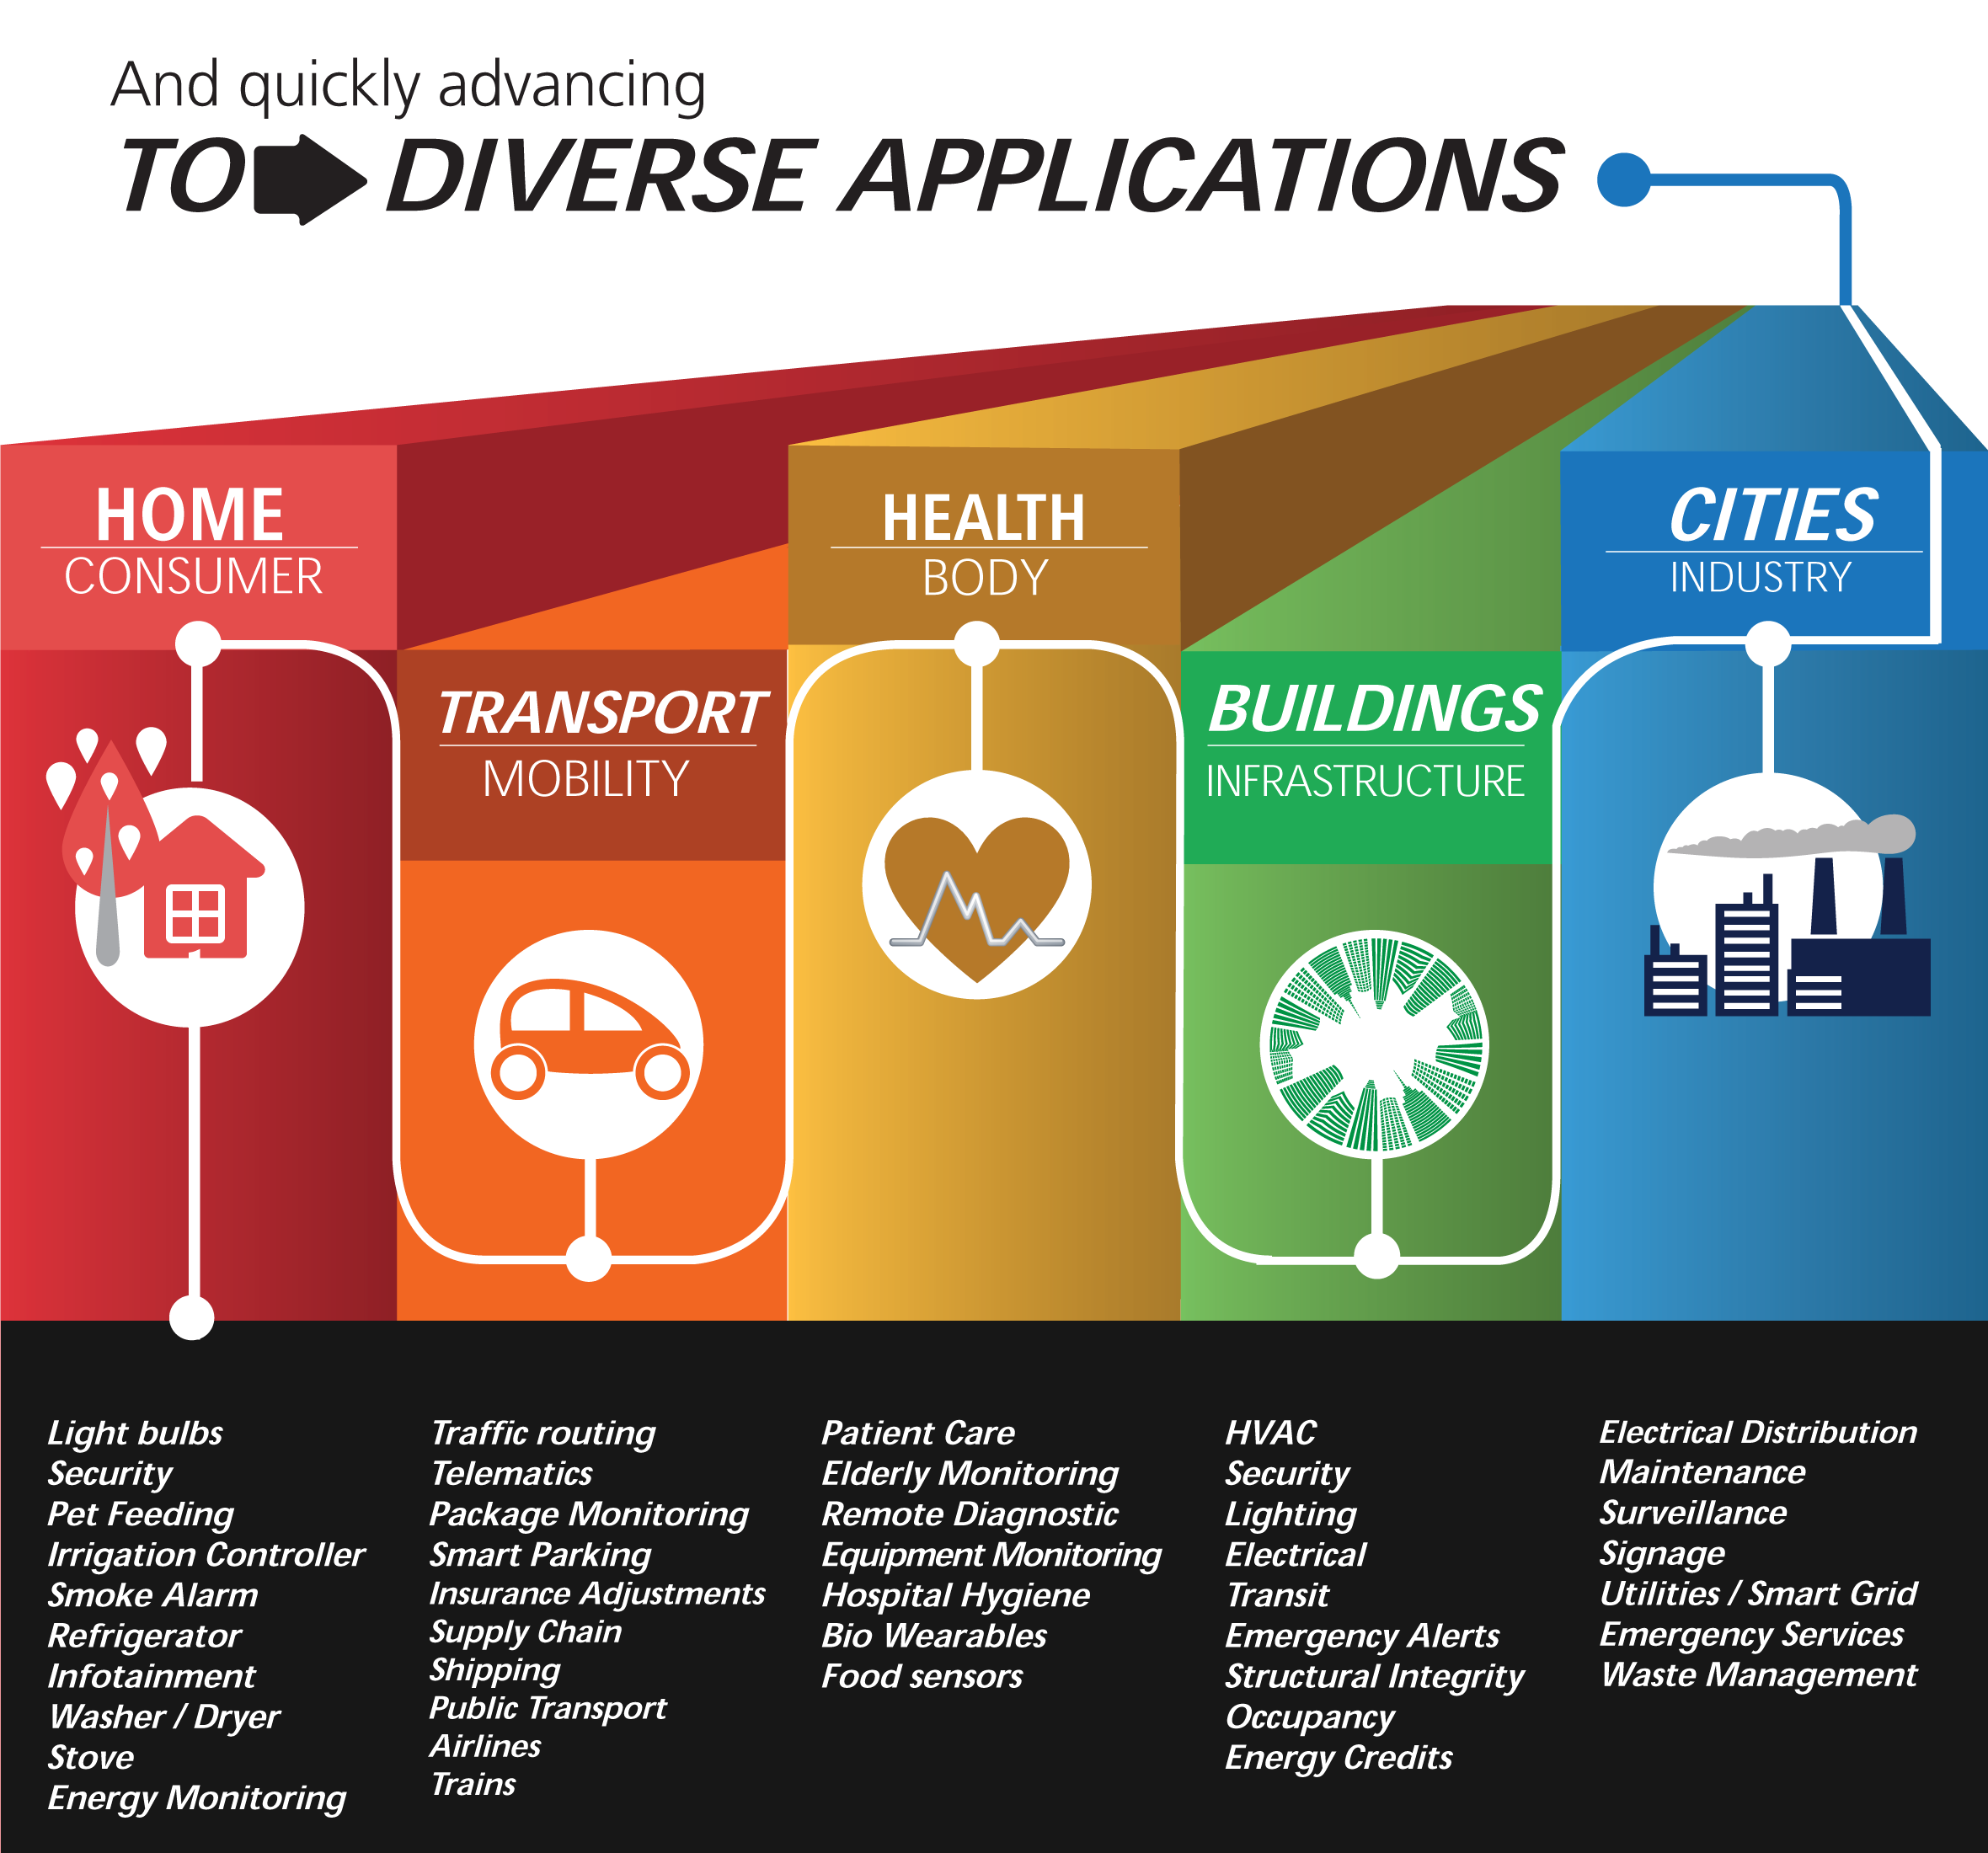 And quickly advancing
TO DIVERSE APPLICATIONS
HOME
CONSUMER
TRANSPORT
MOBILITY
HEALTH
BODY
BUILDINGS
INFRASTRUCTURE
CITIES
INDUSTRY
Light bulbs
Security
Pet Feeding
Irrigation Controller
Smoke Alarm
Refrigerator
Infotainment
Washer / Dryer
Stove
Energy Monitoring
Traffic routing
Telematics
Package Monitoring
Smart Parking
Insurance Adjustments
Supply Chain
Shipping
Public Transport
Airlines
Trains
Patient Care
Elderly Monitoring
Remote Diagnostic
Equipment Monitoring
Hospital Hygiene
Bio Wearables
Food sensors
HVAC
Security
Lighting
Electrical
Transit
Emergency Alerts
Structural Integrity
Occupancy
Energy Credits
Electrical Distribution
Maintenance
Surveillance
Signage
Utilities / Smart Grid
Emergency Services
Waste Management